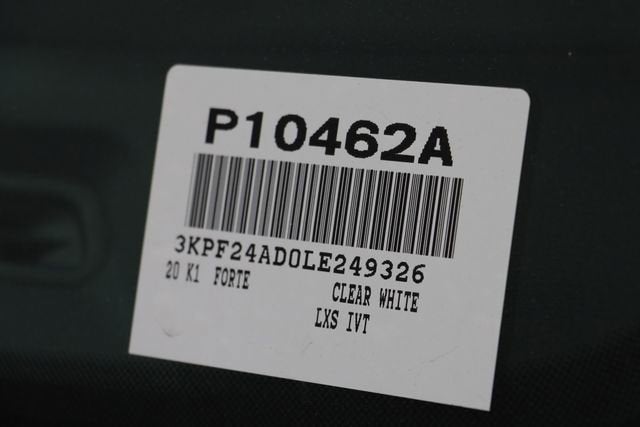 P10462A
3KPF24AD0LE249326
20 K1 FORTE CLEAR WHITE
LXS IVT